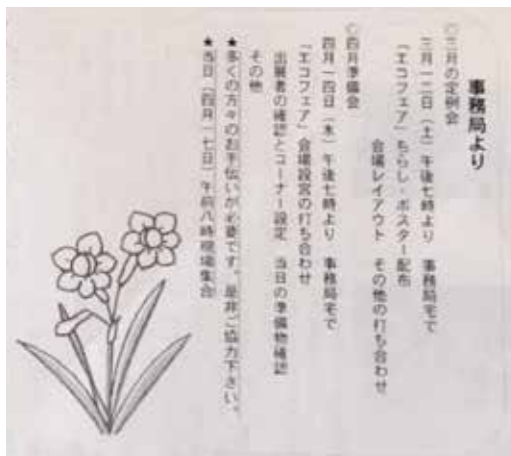 事務局より
◎三月の定例会
三月一二日（土）午後七時より　事務局宅で
「エコフェア」ちらし・ポスター配布
会場レイアウト　その他の打ち合わせ
◎四月準備会
四月一四日（木）午後七時より　事務局宅で
「エコフェア」会場設営の打ち合わせ
出展者の確認とコーナー設定　当日の準備物確認
その他
★多くの方々のお手伝いが必要です。是非ご協力下さい。
★当日（四月一七日）午前八時現場集合